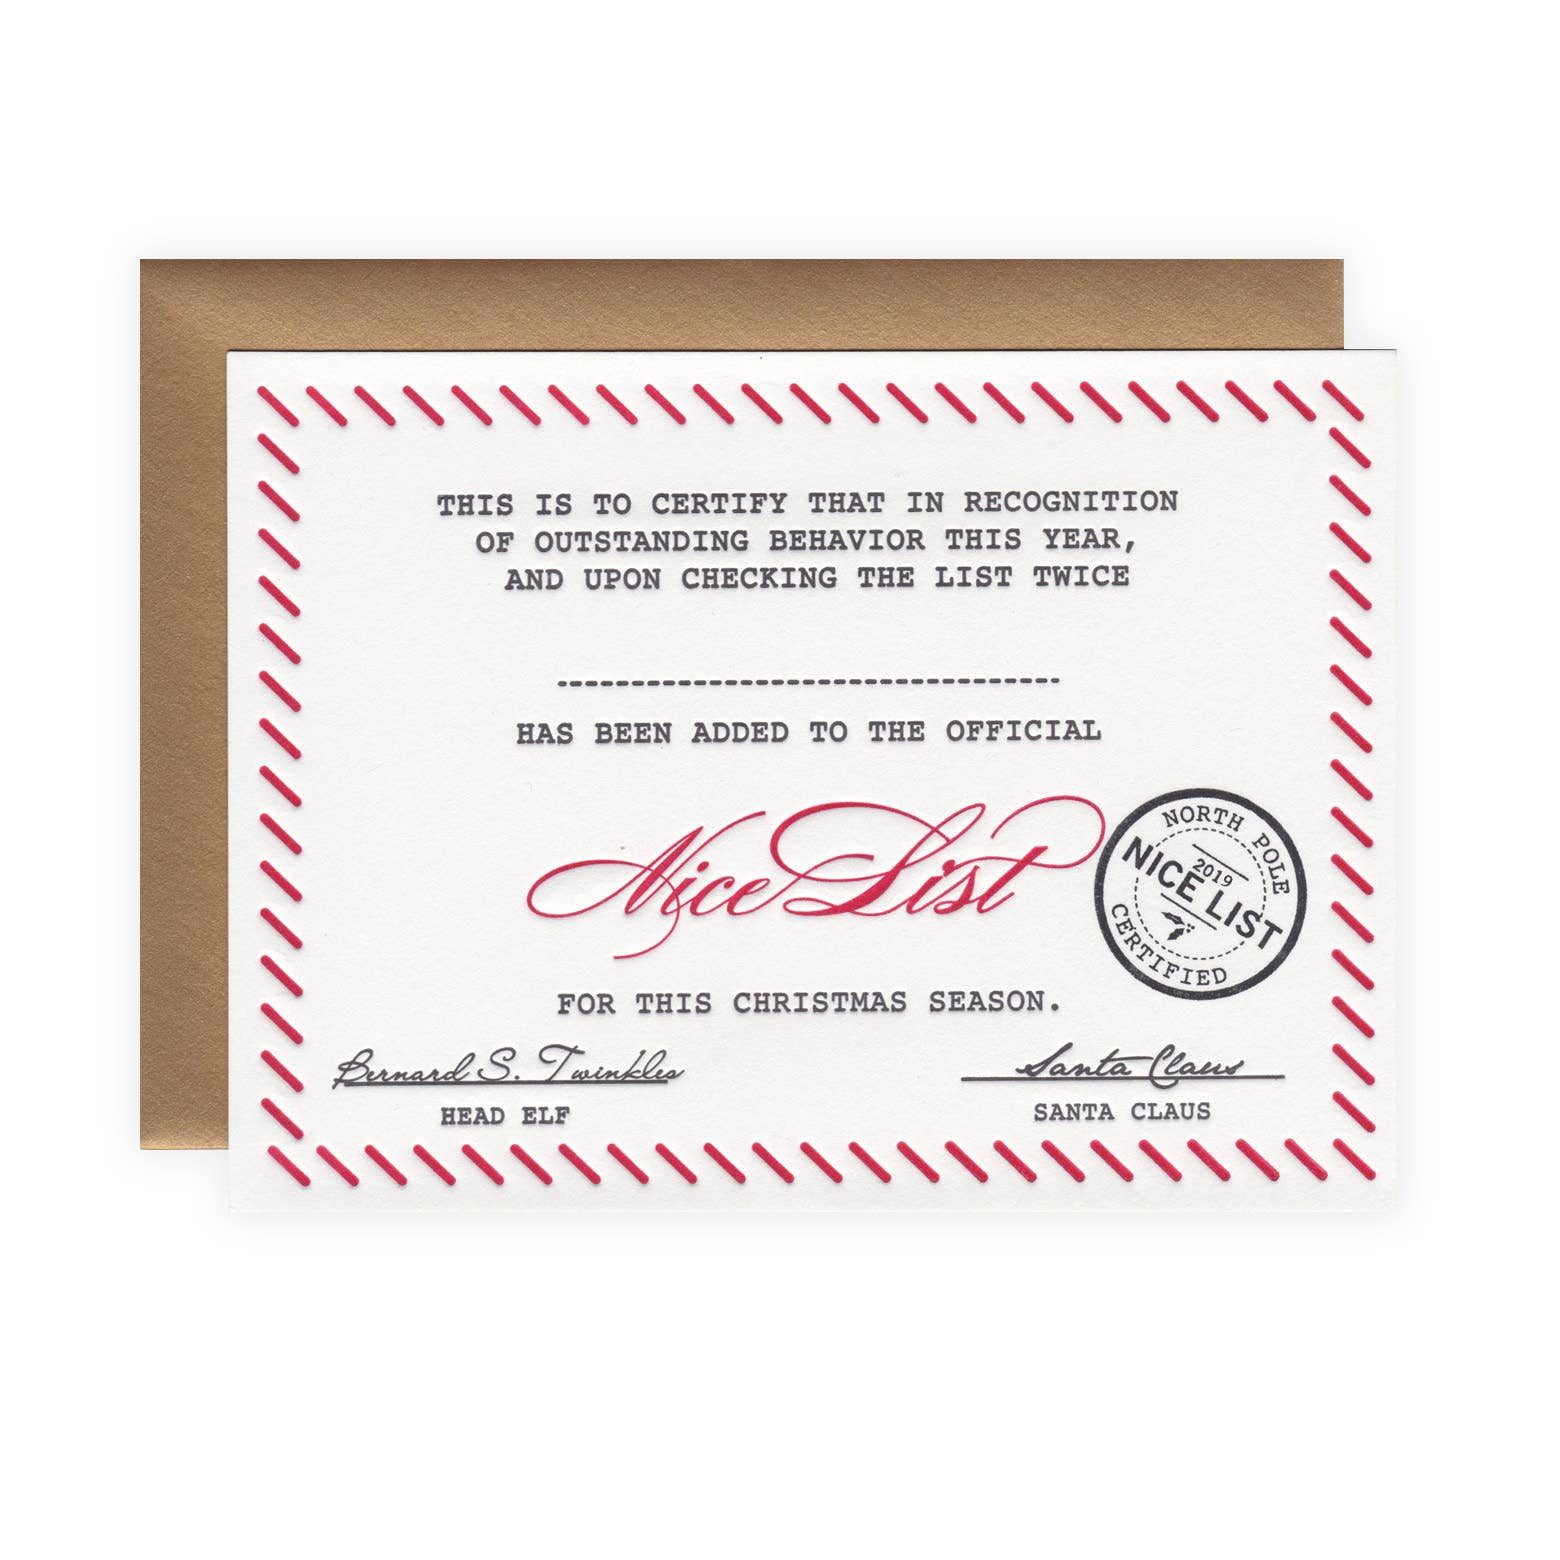 THIS IS TO CERTIFY THAT IN RECOGNITION
OF OUTSTANDING BEHAVIOR THIS YEAR,
AND UPON CHECKING THE LIST TWICE
HAS BEEN ADDED TO THE OFFICIAL
Nice List
NORTH POLE
2019
NICE LIST
CERTIFIED
FOR THIS CHRISTMAS SEASON.
Bernard S. Twinkles
HEAD ELF
Santa Claus
SANTA CLAUS